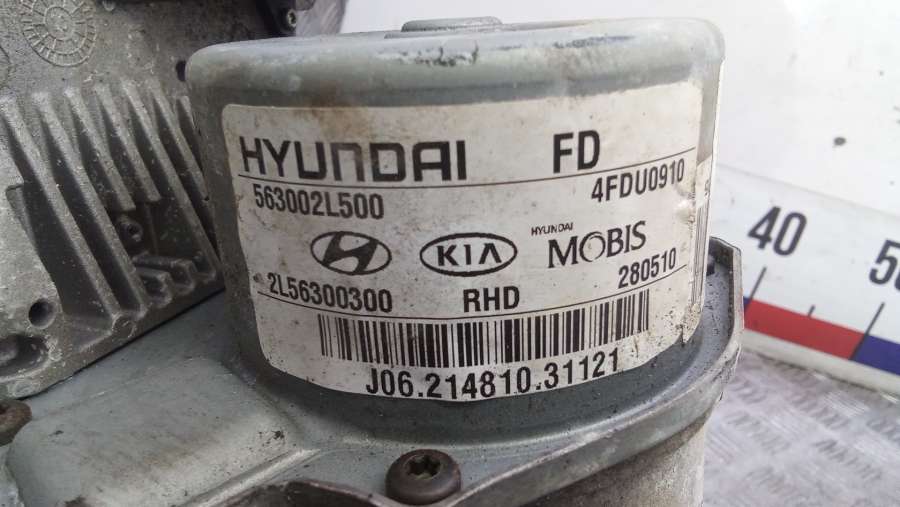 HYUNDAI FD
563002L500 4FDU0910
KIA HYUNDAI MOBIS
2L56300300 RHD 280510
J06.214810.31121
40